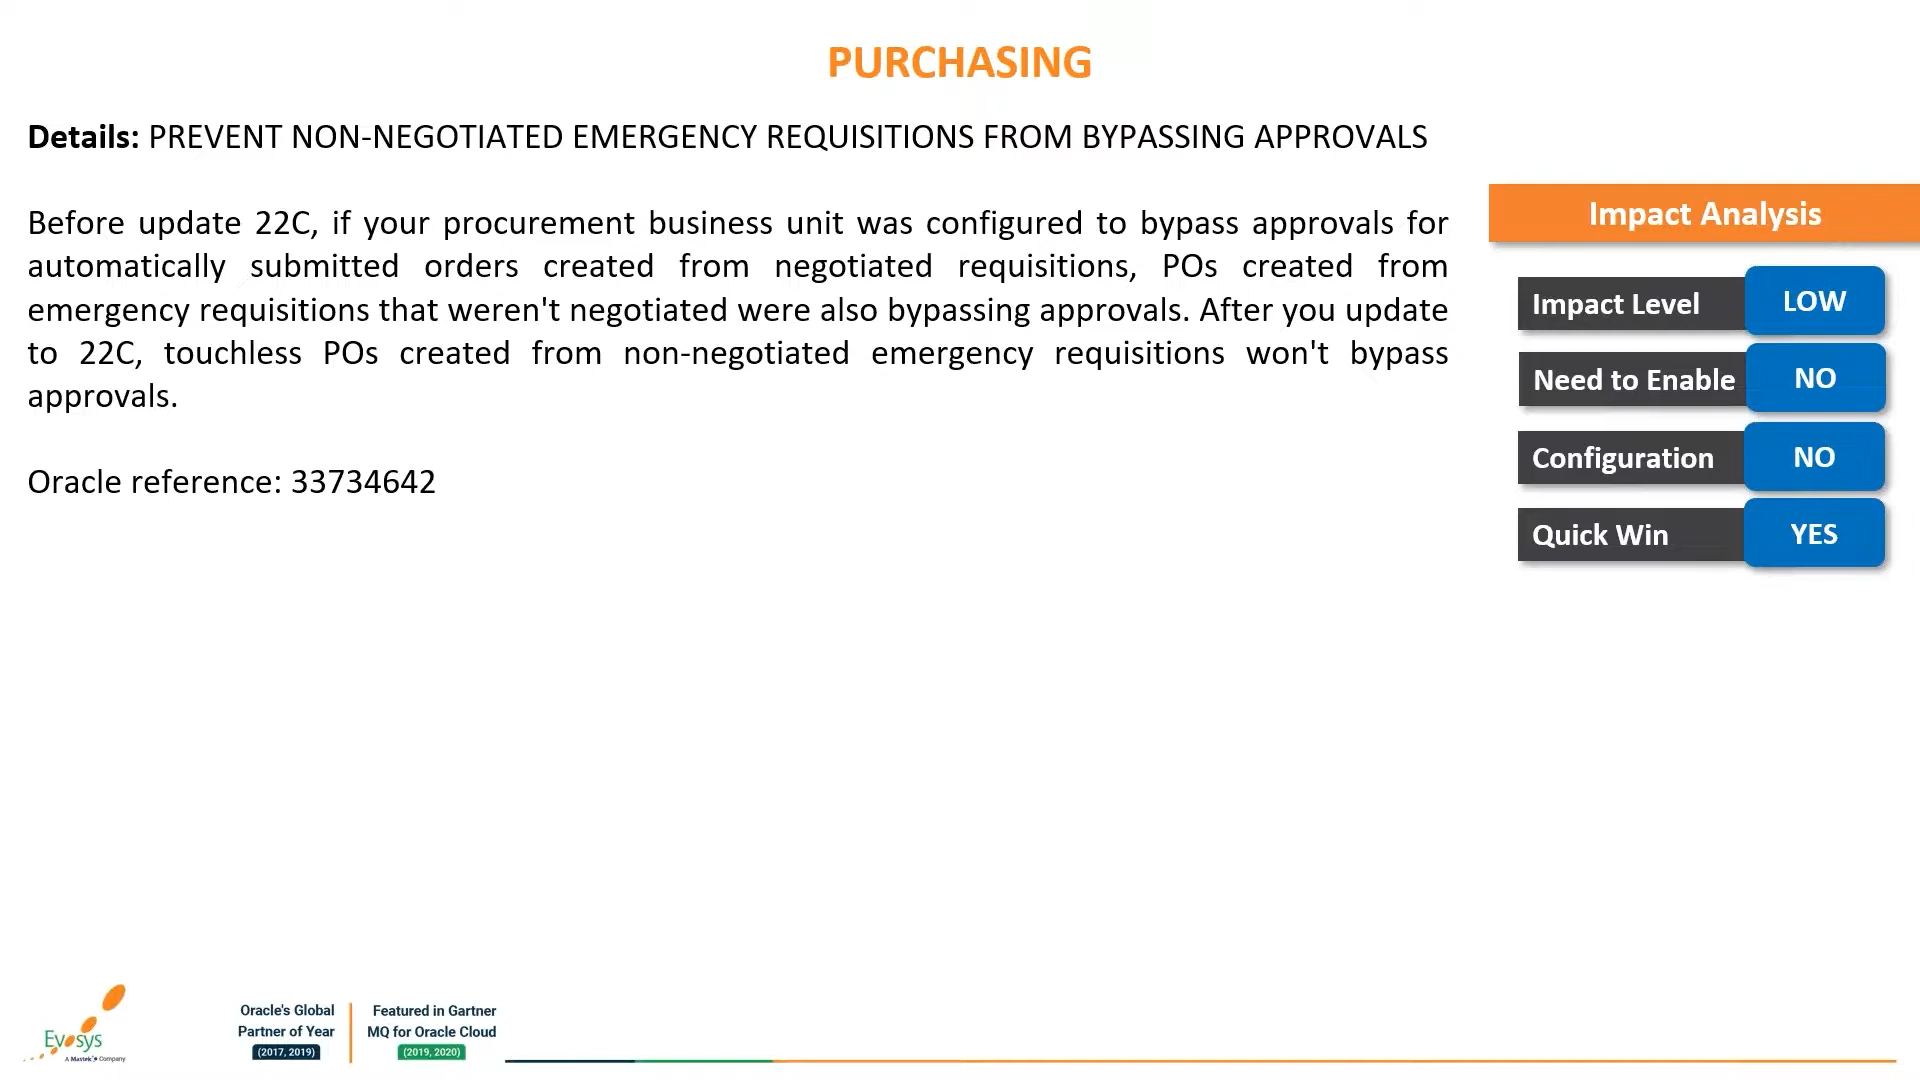 PURCHASING
Details: PREVENT NON-NEGOTIATED EMERGENCY REQUISITIONS FROM BYPASSING APPROVALS
Before update 22C, if your procurement business unit was configured to bypass approvals for
automatically submitted orders created from negotiated requisitions, POs created from
emergency requisitions that weren't negotiated were also bypassing approvals. After you update
to 22C, touchless POs created from non-negotiated emergency requisitions won't bypass
approvals.
Oracle reference: 33734642
Impact Analysis
Impact Level LOW
Need to Enable NO
Configuration NO
Quick Win YES
Evosys
A Mastek Company
Oracle's Global
Partner of Year
(2017, 2019)
Featured in Gartner
MQ for Oracle Cloud
(2019, 2020)